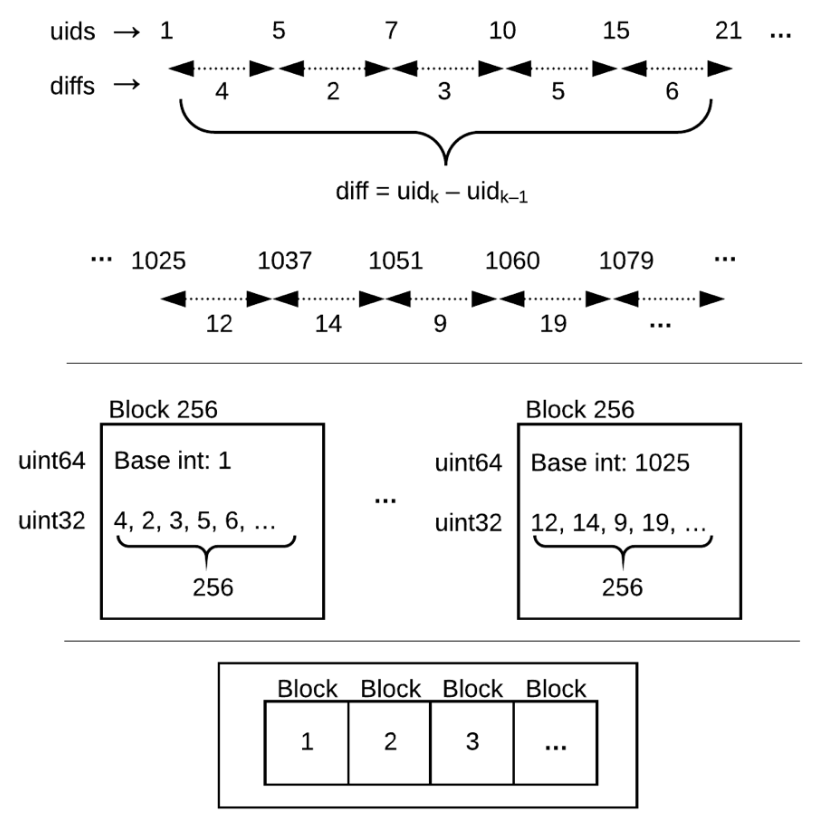 uids → 1 5 7 10 15 21 ...
diffs → 4 2 3 5 6
diff = uidₖ – uidₖ₋₁
... 1025 1037 1051 1060 1079 ...
12 14 9 19 ...
Block 256 Block 256
uint64 Base int: 1 uint64 Base int: 1025
...
uint32 4, 2, 3, 5, 6, ... uint32 12, 14, 9, 19, ...
256 256
Block Block Block Block
1 2 3 ...